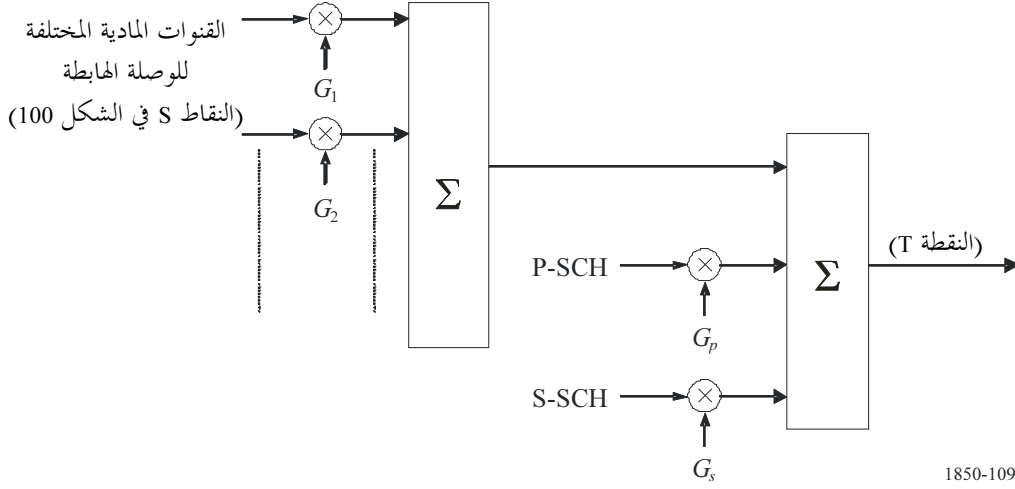 القنوات المادية المختلفة
للوصلة الهابطة
(النقاط S في الشكل 100)
×
G1
×
G2
Σ
P-SCH
×
Gp
S-SCH
×
Gs
Σ
(النقطة T)
1850-109